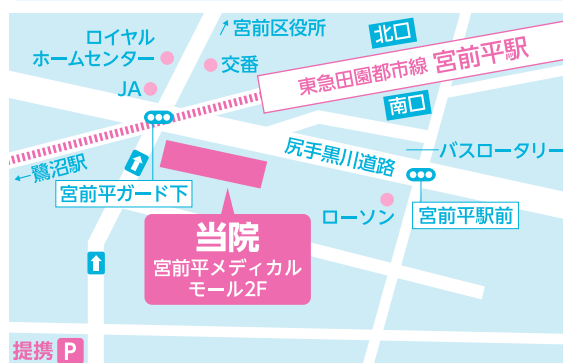 ロイヤル
ホームセンター
↗宮前区役所
交番
JA
北口
東急田園都市線 宮前平駅
南口
←鷺沼駅
宮前平ガード下
尻手黒川道路
バスロータリー
ローソン
宮前平駅前
当院
宮前平メディカル
モール2F
提携 P